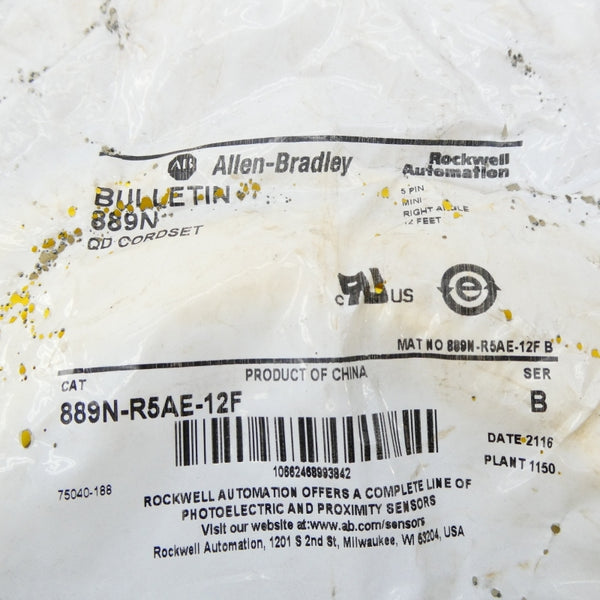 AB Allen-Bradley
Rockwell
Automation
BULLETIN
889N
QD CORDSET
5 PIN
MINI
RIGHT ANGLE
12 FEET
c UL US
e
MAT NO 889N-R5AE-12F B
CAT
PRODUCT OF CHINA
SER
889N-R5AE-12F
B
10662468993842
DATE 2116
PLANT 1150
75040-188
ROCKWELL AUTOMATION OFFERS A COMPLETE LINE OF
PHOTOELECTRIC AND PROXIMITY SENSORS
Visit our website at:www.ab.com/sensors
Rockwell Automation, 1201 S 2nd St, Milwaukee, WI 53204, USA